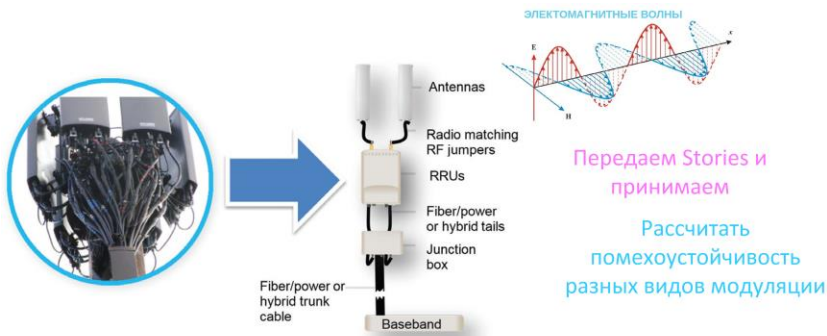 ЭЛЕКТОМАГНИТНЫЕ ВОЛНЫ
E
x
H
Antennas
Radio matching
RF jumpers
RRUs
Fiber/power
or hybrid tails
Junction
box
Fiber/power or
hybrid trunk
cable
Baseband
Передаем Stories и
принимаем
Рассчитать
помехоустойчивость
разных видов модуляции